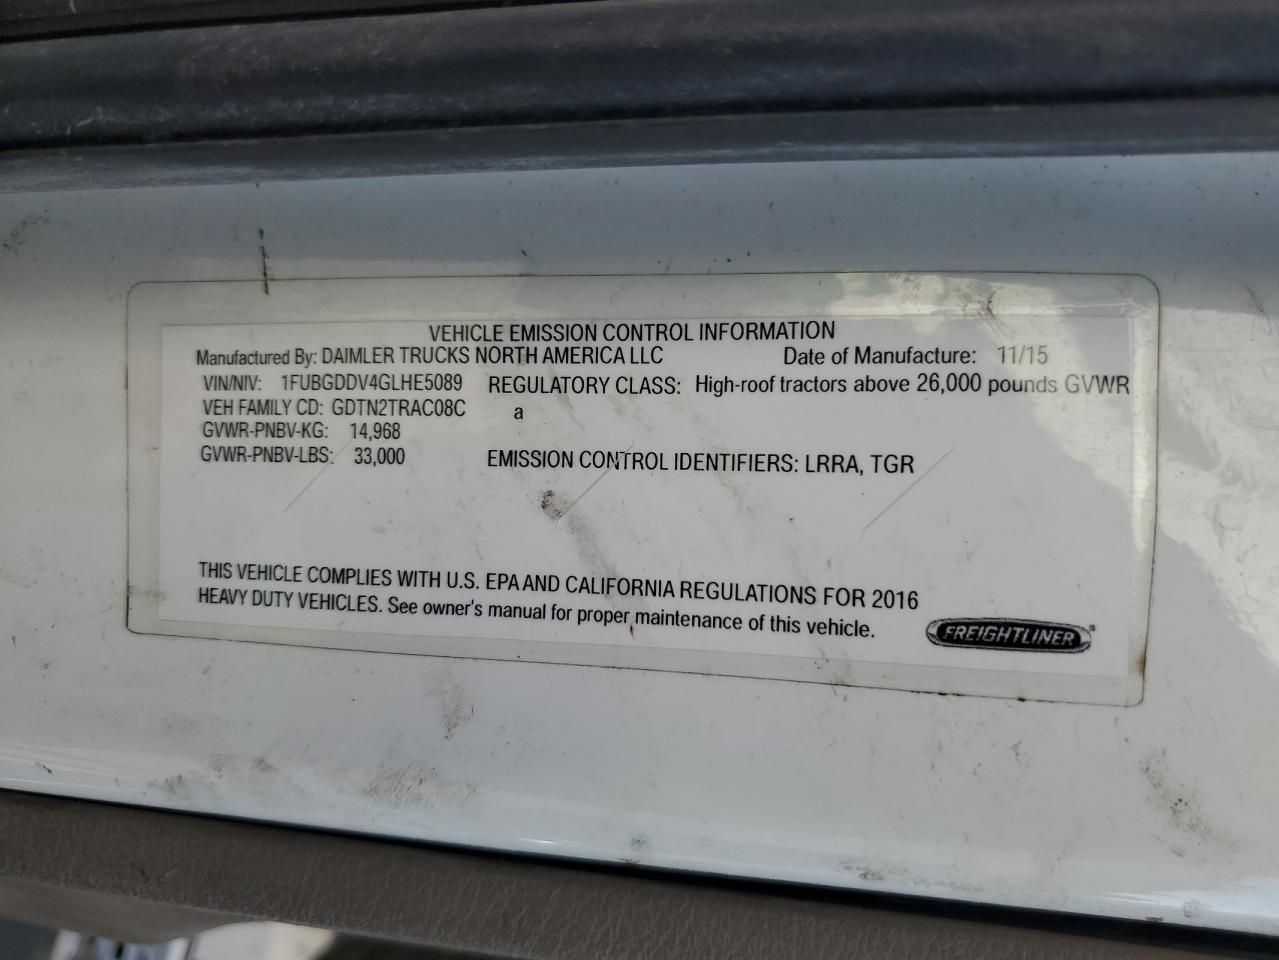 VEHICLE EMISSION CONTROL INFORMATION
Manufactured By: DAIMLER TRUCKS NORTH AMERICA LLC Date of Manufacture: 11/15
VIN/NIV: 1FUBGDDV4GLHE5089 REGULATORY CLASS: High-roof tractors above 26,000 pounds GVWR
VEH FAMILY CD: GDTN2TRAC08C a
GVWR-PNBV-KG: 14,968
GVWR-PNBV-LBS: 33,000 EMISSION CONTROL IDENTIFIERS: LRRA, TGR
THIS VEHICLE COMPLIES WITH U.S. EPA AND CALIFORNIA REGULATIONS FOR 2016
HEAVY DUTY VEHICLES. See owner's manual for proper maintenance of this vehicle.
FREIGHTLINER®